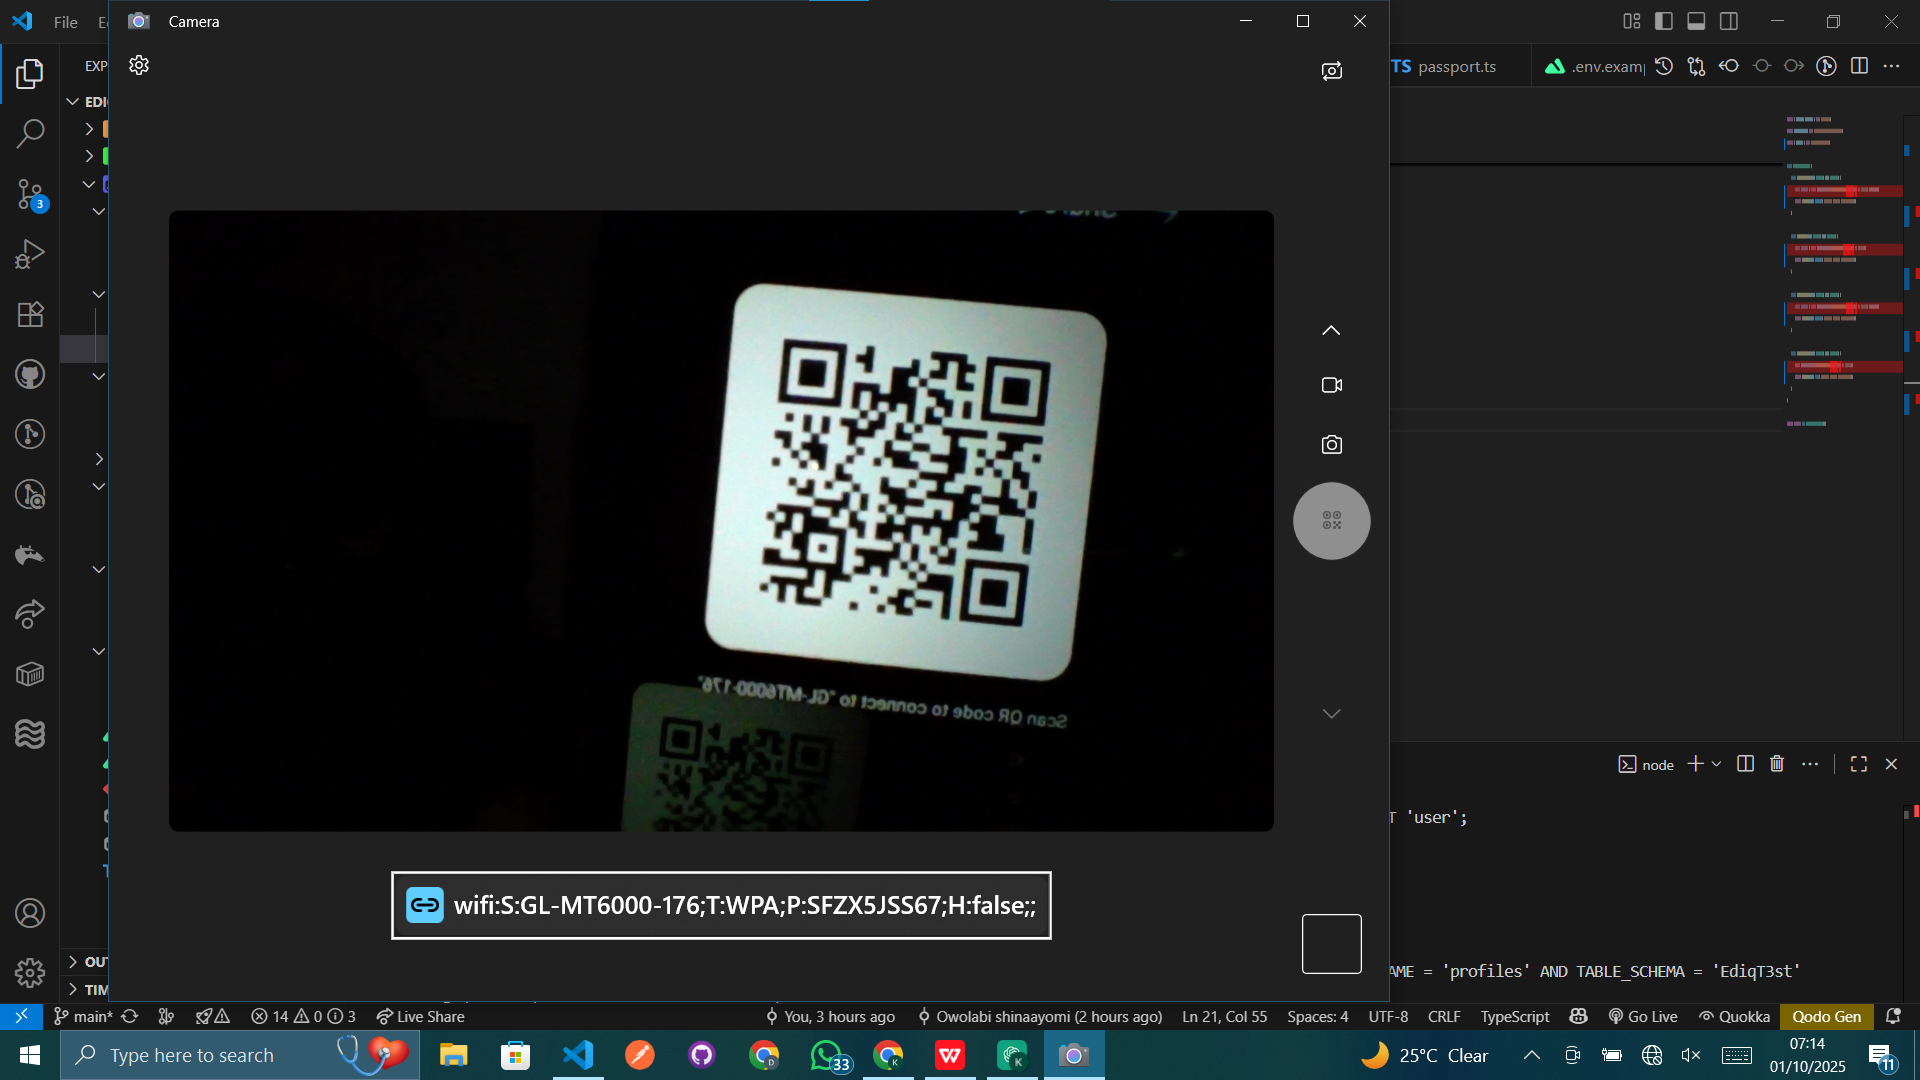 File
Camera
passport.ts
.env.exam
Scan QR code to connect to "GL-MT6000-176"
wifi:S:GL-MT6000-176;T:WPA;P:SFZX5JSS67;H:false;;
3
TS
node
T 'user';
AME = 'profiles' AND TABLE_SCHEMA = 'EdiqT3st'
EXP
EDI
OU
TIM
main*
14 0 3
Live Share
You, 3 hours ago
Owolabi shinaayomi (2 hours ago)
Ln 21, Col 55
Spaces: 4
UTF-8
CRLF
TypeScript
Go Live
Quokka
Qodo Gen
Type here to search
33
25°C Clear
07:14
01/10/2025
11